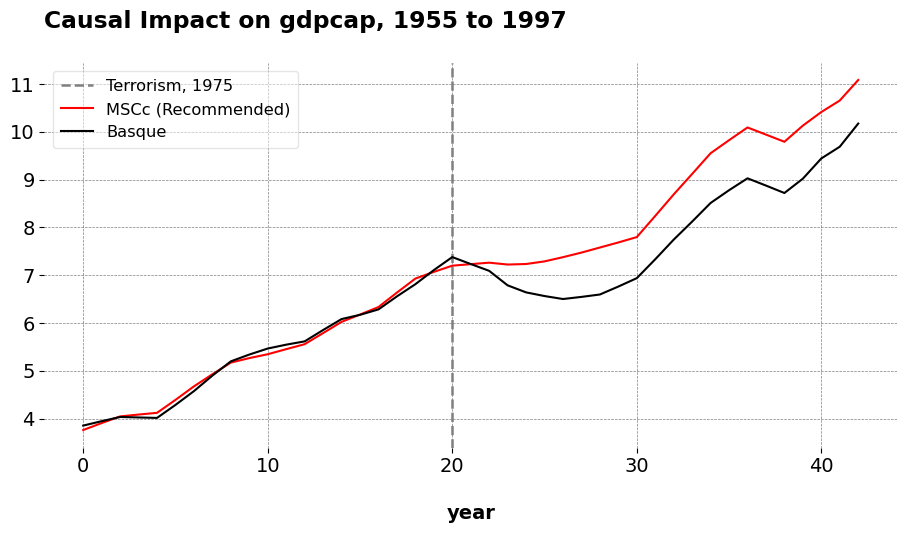 Causal Impact on gdpcap, 1955 to 1997
Terrorism, 1975
MSCc (Recommended)
Basque
11
10
9
8
7
6
5
4
0 10 20 30 40
year